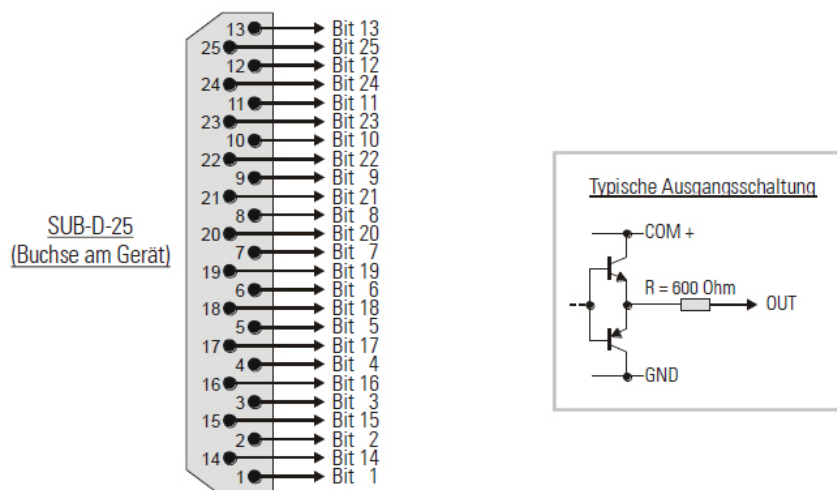 13 Bit 13
25 Bit 25
12 Bit 12
24 Bit 24
11 Bit 11
23 Bit 23
10 Bit 10
22 Bit 22
9 Bit 9
21 Bit 21
8 Bit 8
20 Bit 20
7 Bit 7
19 Bit 19
6 Bit 6
18 Bit 18
5 Bit 5
17 Bit 17
4 Bit 4
16 Bit 16
3 Bit 3
15 Bit 15
2 Bit 2
14 Bit 14
1 Bit 1
SUB-D-25
(Buchse am Gerät)
Typische Ausgangsschaltung
COM +
R = 600 Ohm
OUT
GND